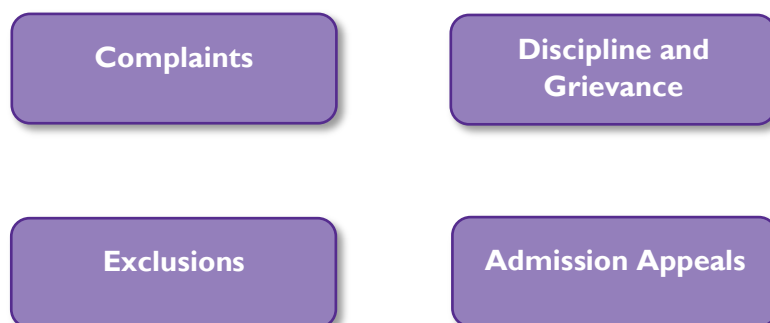 Complaints
Discipline and
Grievance
Exclusions
Admission Appeals